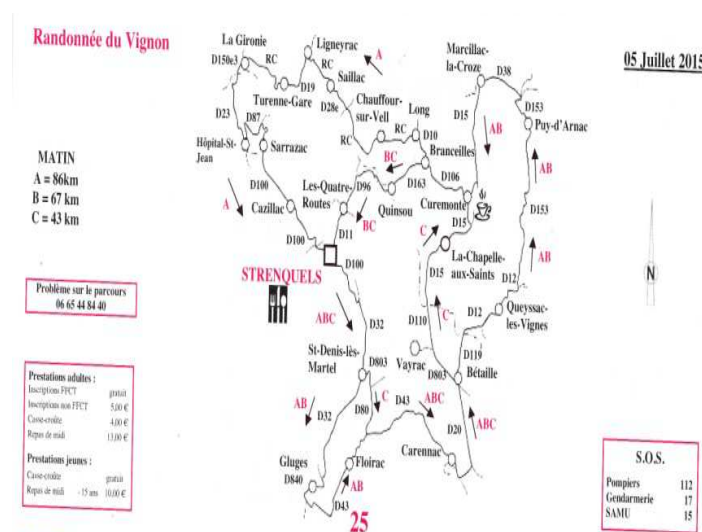 Randonnée du Vignon
05 Juillet 2015
MATIN
A = 86km
B = 67 km
C = 43 km
Problème sur le parcours
06 65 44 84 40
Prestations adultes :
Inscriptions FFCT gratuit
Inscriptions non FFCT 5,00 €
Casse-croûte 4,00 €
Repas de midi 13,00 €
Prestations jeunes :
Casse-croûte gratuit
Repas de midi - 15 ans 10,00 €
La Gironie
Ligneyrac
A
Marcillac-
la-Croze
D38
D150e3
RC
RC
Saillac
D19
Turenne-Gare
D28e
Chauffour-
sur-Vell
Long
D15
D153
Puy-d'Arnac
AB
D23
D87
Hôpital-St-
Jean
Sarrazac
RC
RC
D10
Branceilles
BC
D106
AB
D100
A
Cazillac
Les-Quatre-
Routes
D96
D163
Quinsou
Curemonte
D153
BC
D15
C
D11
La-Chapelle-
aux-Saints
AB
D100
D100
STRENQUELS
D15
D12
N
Queyssac-
les-Vignes
D12
C
ABC
D32
D110
D119
St-Denis-lès-
Martel
D803
Vayrac
D803
Bétaille
AB
C
D43
ABC
D32
D80
D20
ABC
Gluges
D840
Floirac
Carennac
AB
D43
25
S.O.S.
Pompiers 112
Gendarmerie 17
SAMU 15